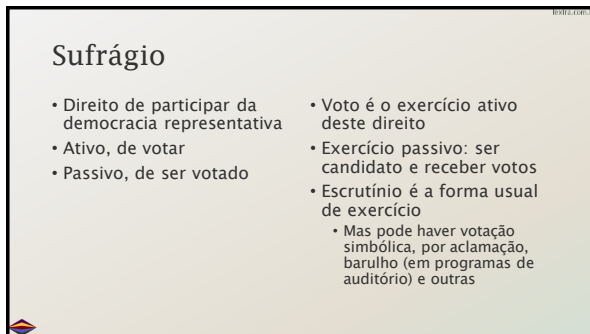 Sufrágio
• Direito de participar da
democracia representativa
• Ativo, de votar
• Passivo, de ser votado
• Voto é o exercício ativo
deste direito
• Exercício passivo: ser
candidato e receber votos
• Escrutínio é a forma usual
de exercício
• Mas pode haver votação
simbólica, por aclamação,
barulho (em programas de
auditório) e outras